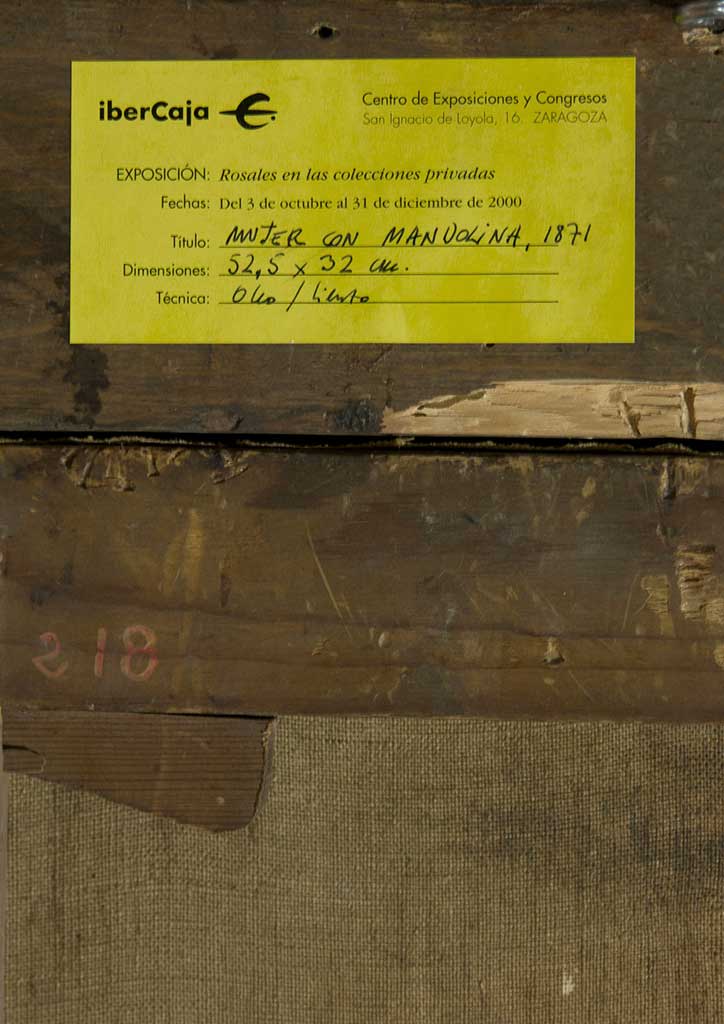 iberCaja
Centro de Exposiciones y Congresos
San Ignacio de Loyola, 16. ZARAGOZA
EXPOSICIÓN: Rosales en las colecciones privadas
Fechas: Del 3 de octubre al 31 de diciembre de 2000
Título: MUJER CON MANDOLINA, 1871
Dimensiones: 52,5 x 32 cm.
Técnica: Oleo / lienzo
218